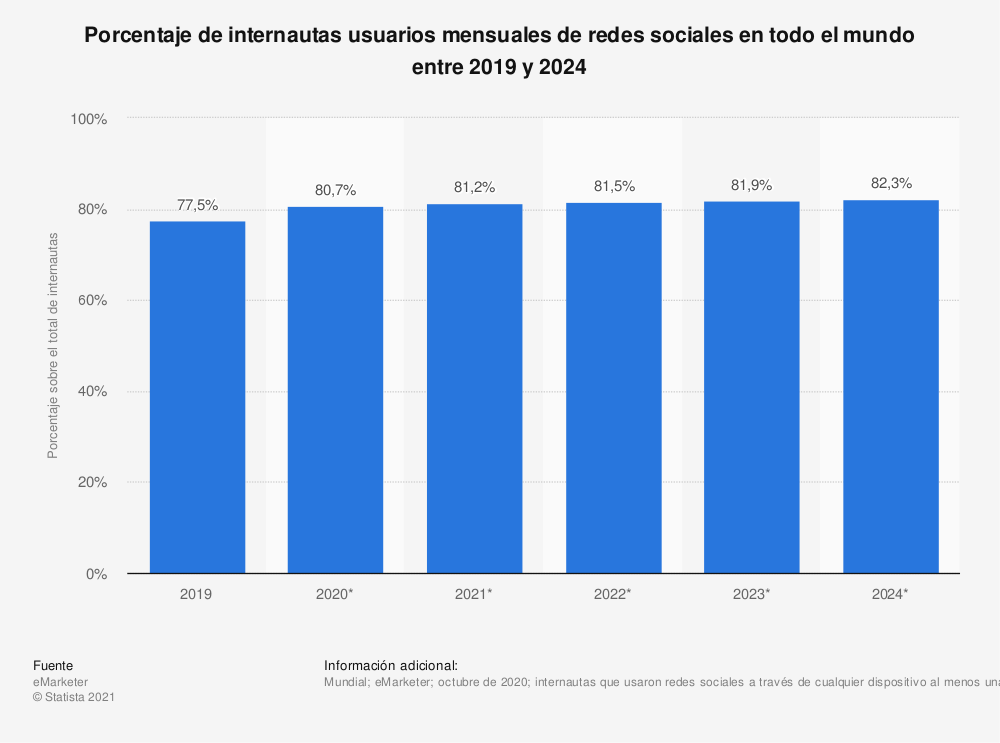 Porcentaje de internautas usuarios mensuales de redes sociales en todo el mundo
entre 2019 y 2024
100%
80%
60%
40%
20%
0%
Porcentaje sobre el total de internautas
77,5%
80,7%
81,2%
81,5%
81,9%
82,3%
2019
2020*
2021*
2022*
2023*
2024*
Fuente
eMarketer
© Statista 2021
Información adicional:
Mundial; eMarketer; octubre de 2020; internautas que usaron redes sociales a través de cualquier dispositivo al menos una